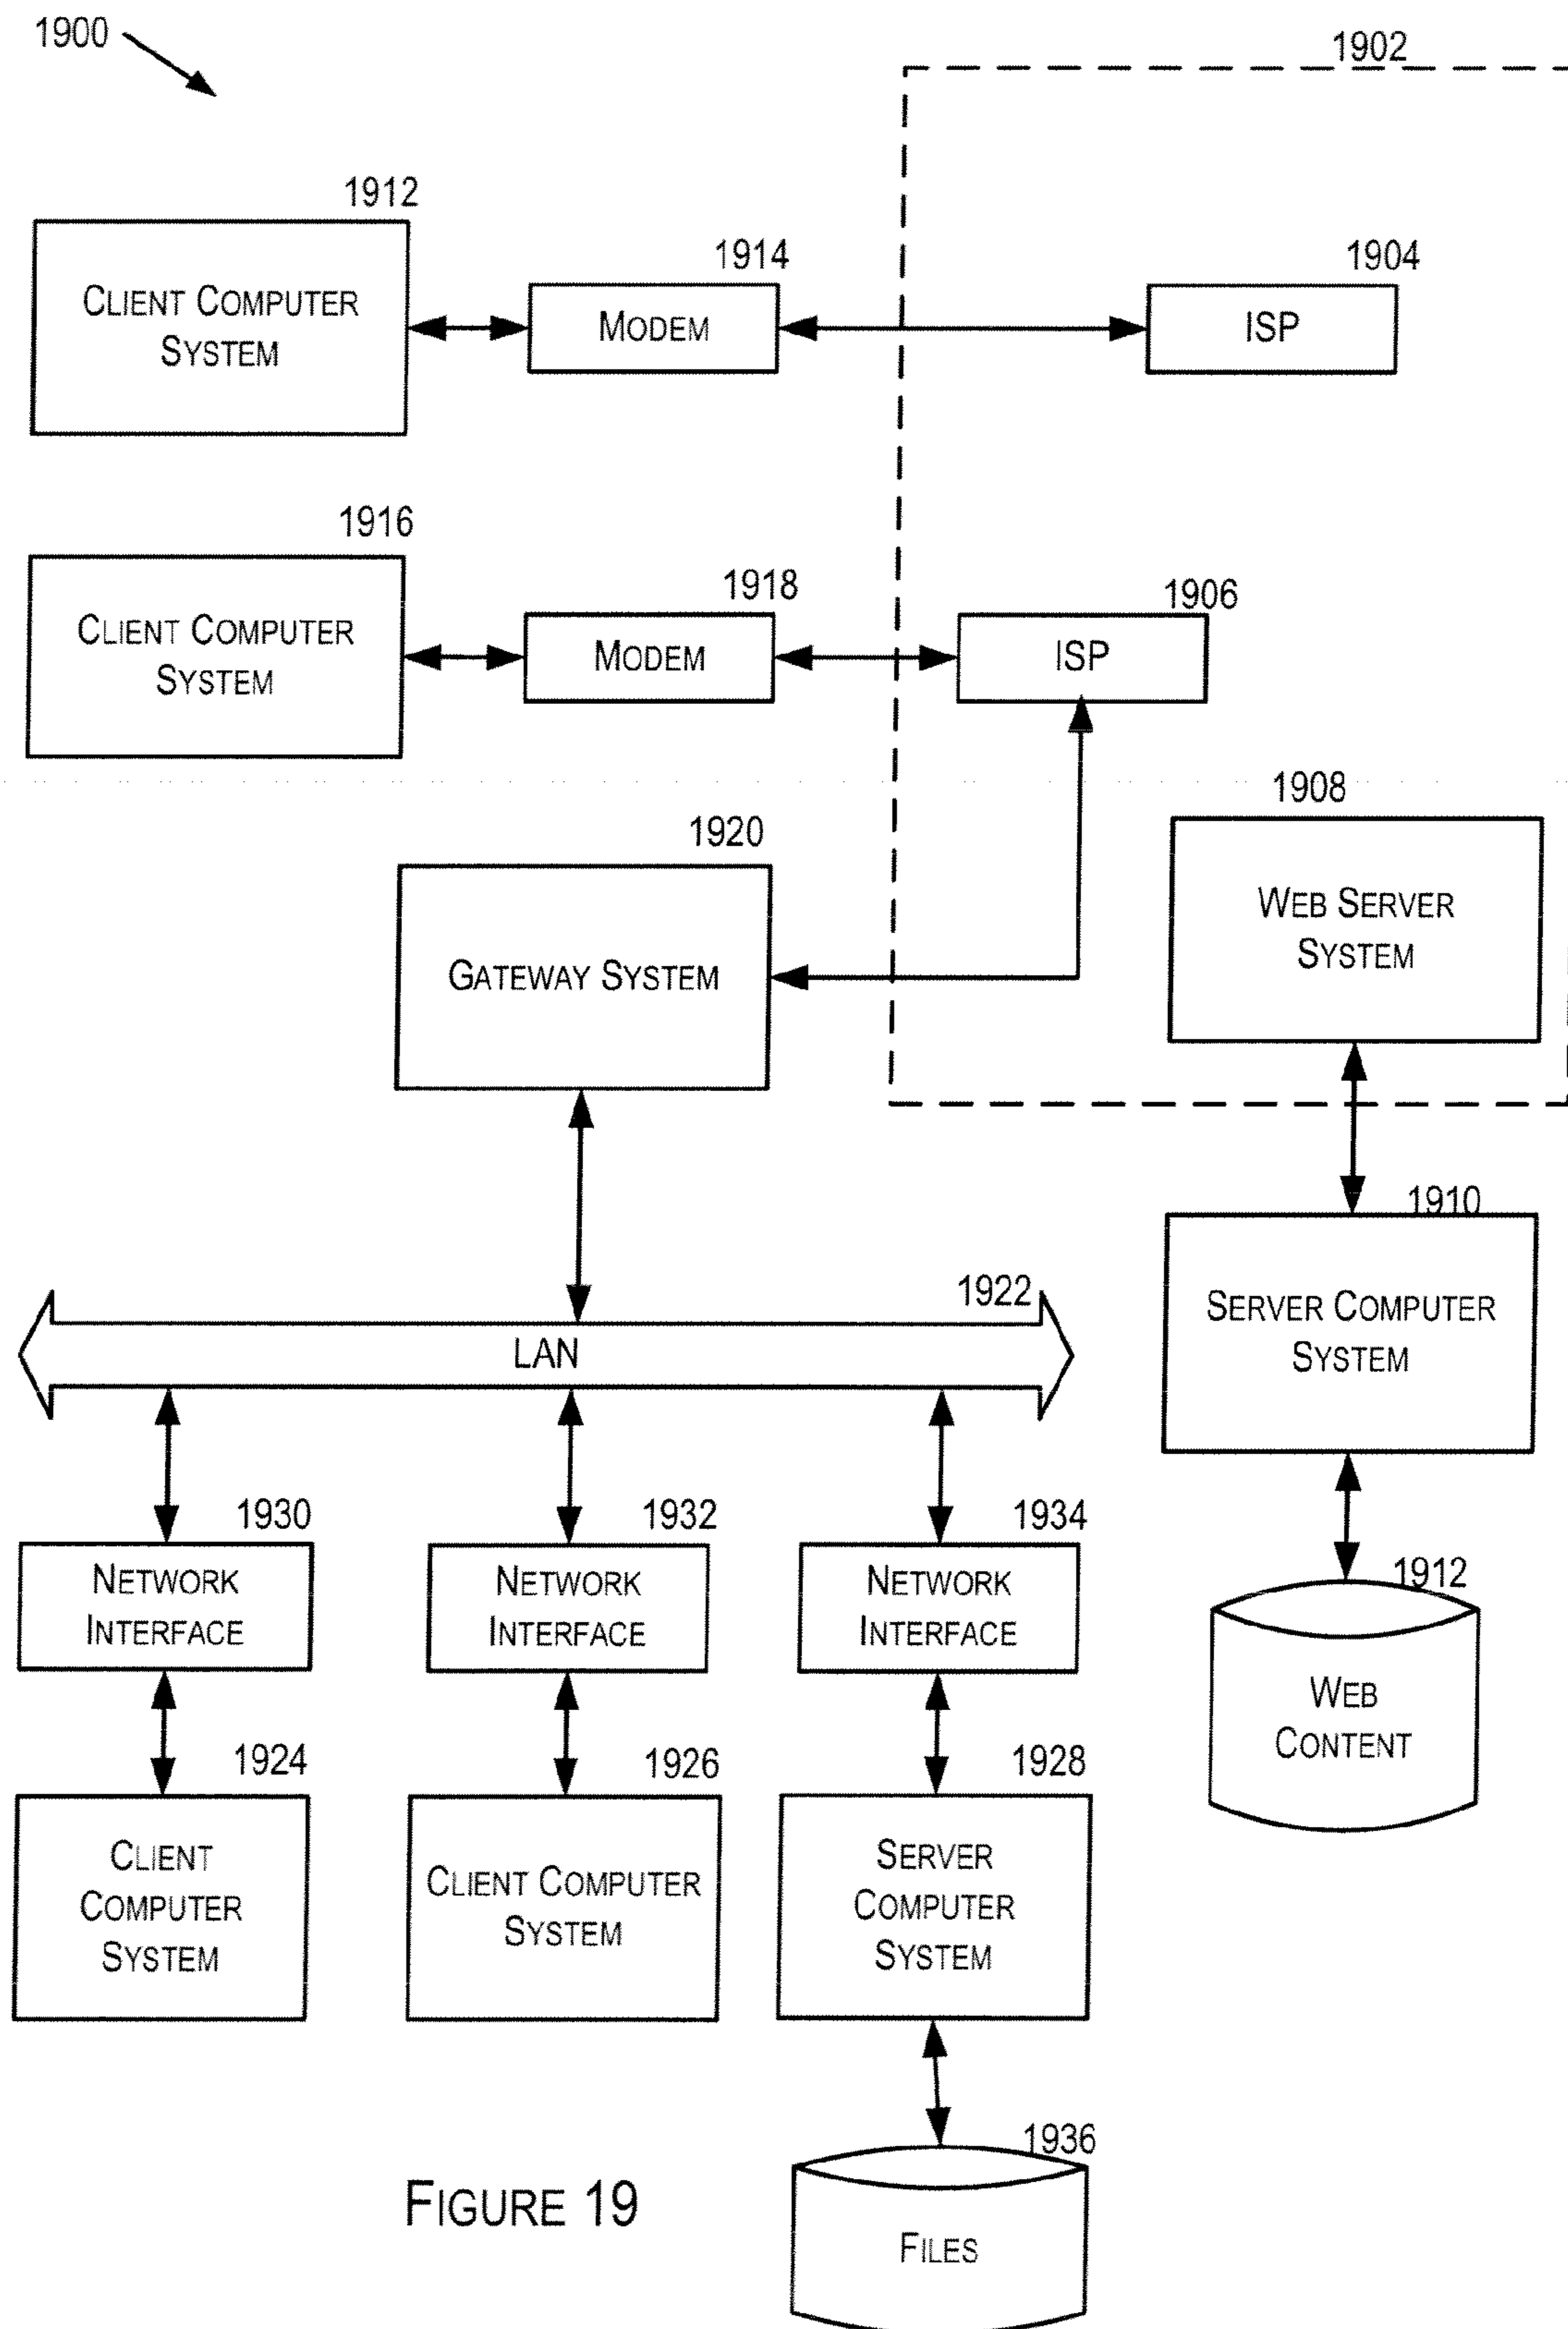 1900
1902
1912
CLIENT COMPUTER
SYSTEM
1914
MODEM
1904
ISP
1916
CLIENT COMPUTER
SYSTEM
1918
MODEM
1906
ISP
1908
WEB SERVER
SYSTEM
1920
GATEWAY SYSTEM
1910
SERVER COMPUTER
SYSTEM
1922
LAN
1930
NETWORK
INTERFACE
1932
NETWORK
INTERFACE
1934
NETWORK
INTERFACE
1912
WEB
CONTENT
1924
CLIENT
COMPUTER
SYSTEM
1926
CLIENT COMPUTER
SYSTEM
1928
SERVER
COMPUTER
SYSTEM
1936
FILES
FIGURE 19